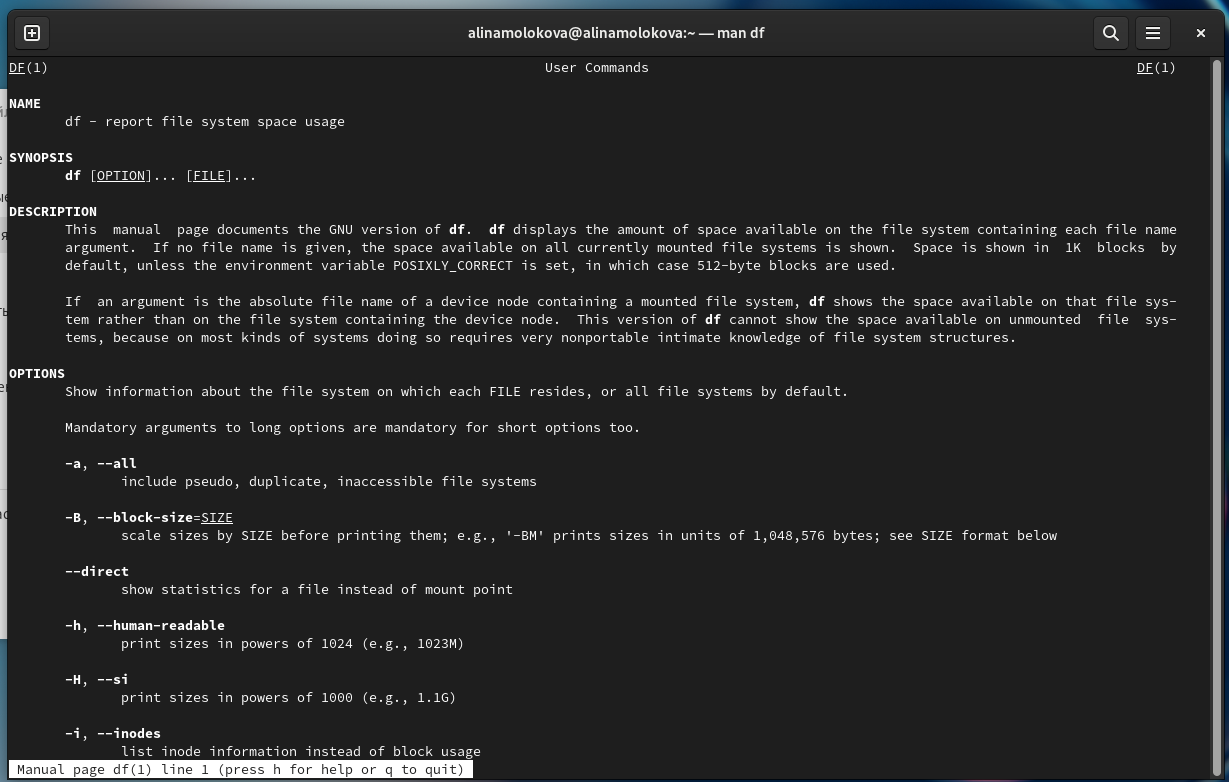 alinamolokova@alinamolokova:~ — man df
DF(1) User Commands DF(1)
NAME
df - report file system space usage
SYNOPSIS
df [OPTION]... [FILE]...
DESCRIPTION
This manual page documents the GNU version of df. df displays the amount of space available on the file system containing each file name
argument. If no file name is given, the space available on all currently mounted file systems is shown. Space is shown in 1K blocks by
default, unless the environment variable POSIXLY_CORRECT is set, in which case 512-byte blocks are used.
If an argument is the absolute file name of a device node containing a mounted file system, df shows the space available on that file sys-
tem rather than on the file system containing the device node. This version of df cannot show the space available on unmounted file sys-
tems, because on most kinds of systems doing so requires very nonportable intimate knowledge of file system structures.
OPTIONS
Show information about the file system on which each FILE resides, or all file systems by default.
Mandatory arguments to long options are mandatory for short options too.
-a, --all
include pseudo, duplicate, inaccessible file systems
-B, --block-size=SIZE
scale sizes by SIZE before printing them; e.g., '-BM' prints sizes in units of 1,048,576 bytes; see SIZE format below
--direct
show statistics for a file instead of mount point
-h, --human-readable
print sizes in powers of 1024 (e.g., 1023M)
-H, --si
print sizes in powers of 1000 (e.g., 1.1G)
-i, --inodes
list inode information instead of block usage
Manual page df(1) line 1 (press h for help or q to quit)